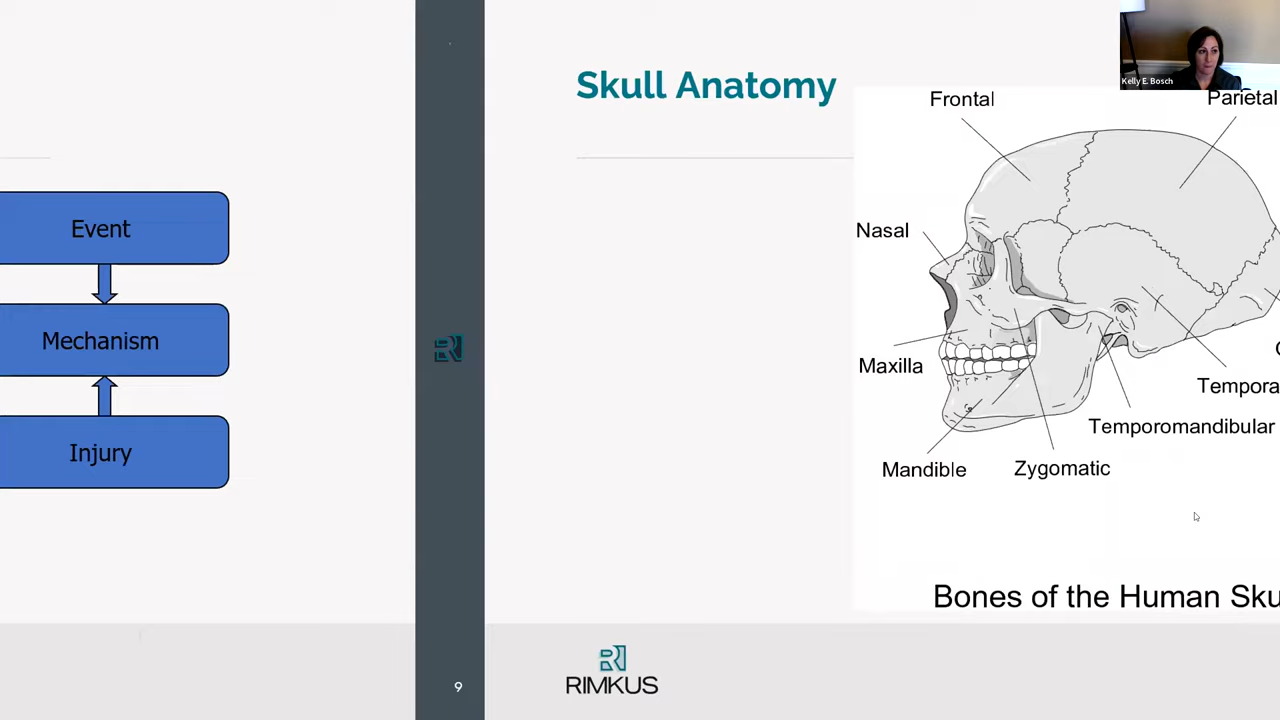 Event
Mechanism
Injury
9
Skull Anatomy
Kelly E. Bosch
Frontal
Parietal
Nasal
Maxilla
Tempora
Temporomandibular
Mandible
Zygomatic
Bones of the Human Sku
RIMKUS